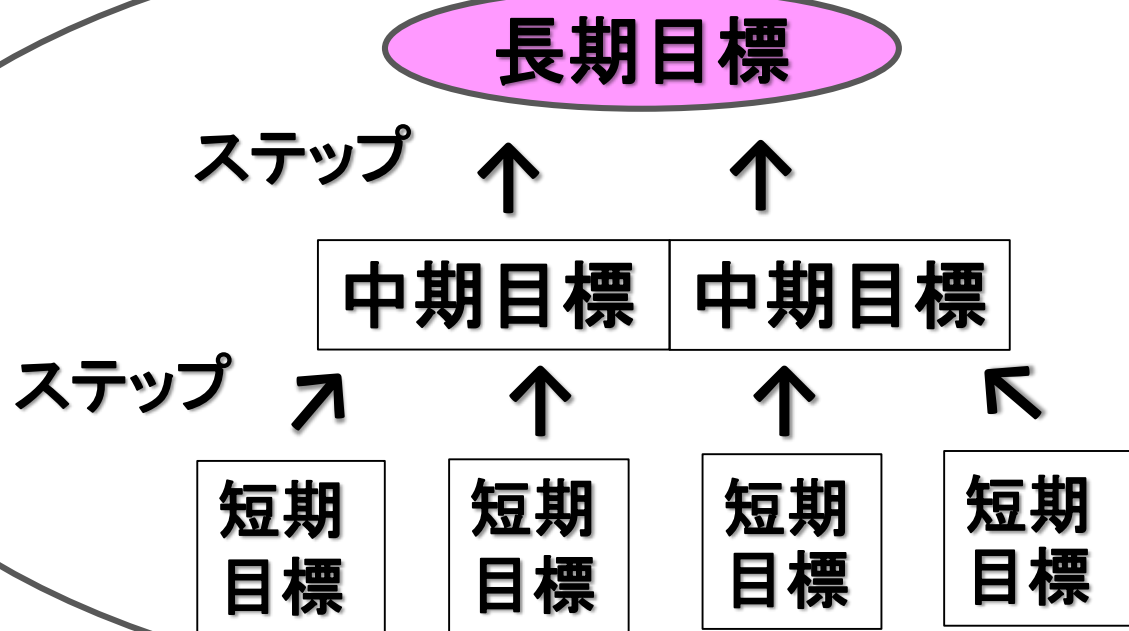 長期目標
ステップ
↑ ↑
中期目標 中期目標
ステップ
↗ ↑ ↑ ↖
短期 短期 短期 短期
目標 目標 目標 目標